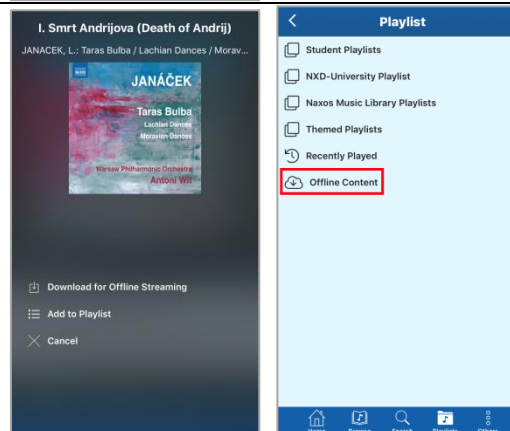 I. Smrt Andrijova (Death of Andrij)
JANACEK, L.: Taras Bulba / Lachian Dances / Morav...
JANÁČEK
Taras Bulba
Lachian Dances
Moravian Dances
Warsaw Philharmonic Orchestra
Antoni Wit
Download for Offline Streaming
Add to Playlist
Cancel
Playlist
Student Playlists
NXD-University Playlist
Naxos Music Library Playlists
Themed Playlists
Recently Played
Offline Content
Home Browse Search Playlists Others